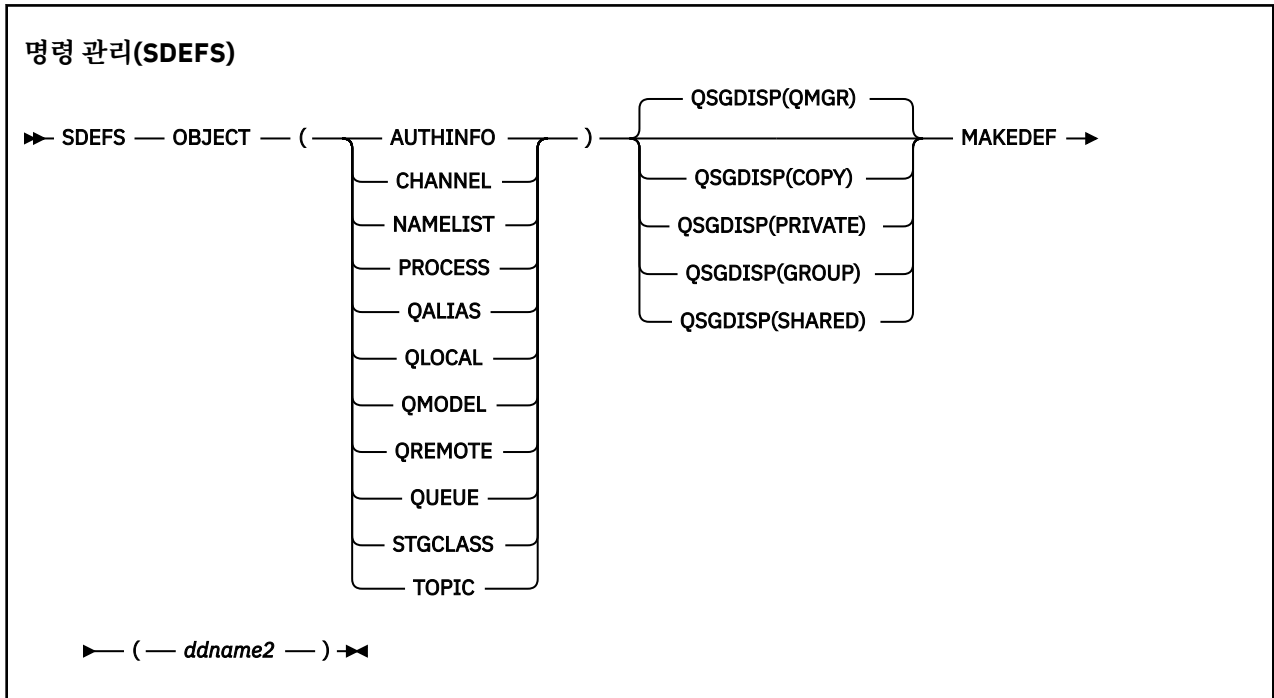 명령 관리(SDEFS)
QSGDISP(QMGR)
SDEFS OBJECT ( AUTHINFO ) MAKEDEF
CHANNEL QSGDISP(COPY)
NAMELIST QSGDISP(PRIVATE)
PROCESS QSGDISP(GROUP)
QALIAS QSGDISP(SHARED)
QLOCAL
QMODEL
QREMOTE
QUEUE
STGCLASS
TOPIC
( ddname2 )